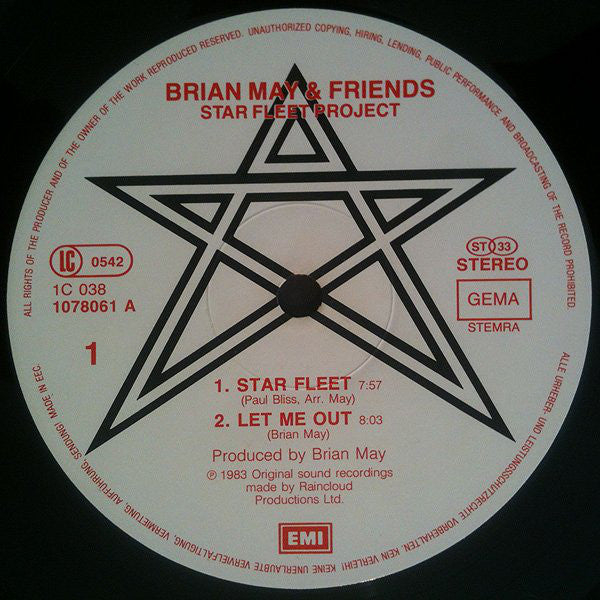 ALL RIGHTS OF THE PRODUCER AND OF THE OWNER OF THE WORK REPRODUCED RESERVED. UNAUTHORIZED COPYING, HIRING, LENDING, PUBLIC PERFORMANCE AND BROADCASTING OF THE RECORD PROHIBITED.
BRIAN MAY & FRIENDS
STAR FLEET PROJECT
LC 0542
1C 038
1078061 A
1
ST 33
STEREO
GEMA
STEMRA
1. STAR FLEET 7:57
(Paul Bliss, Arr. May)
2. LET ME OUT 8:03
(Brian May)
Produced by Brian May
℗ 1983 Original sound recordings
made by Raincloud
Productions Ltd.
EMI
ALLE URHEBER- UND LEISTUNGSSCHUTZRECHTE VORBEHALTEN. KEIN VERLEIH! KEINE UNERLAUBTE VERVIELFÄLTIGUNG, VERMIETUNG, AUFFÜHRUNG, SENDUNG! MADE IN EEC.